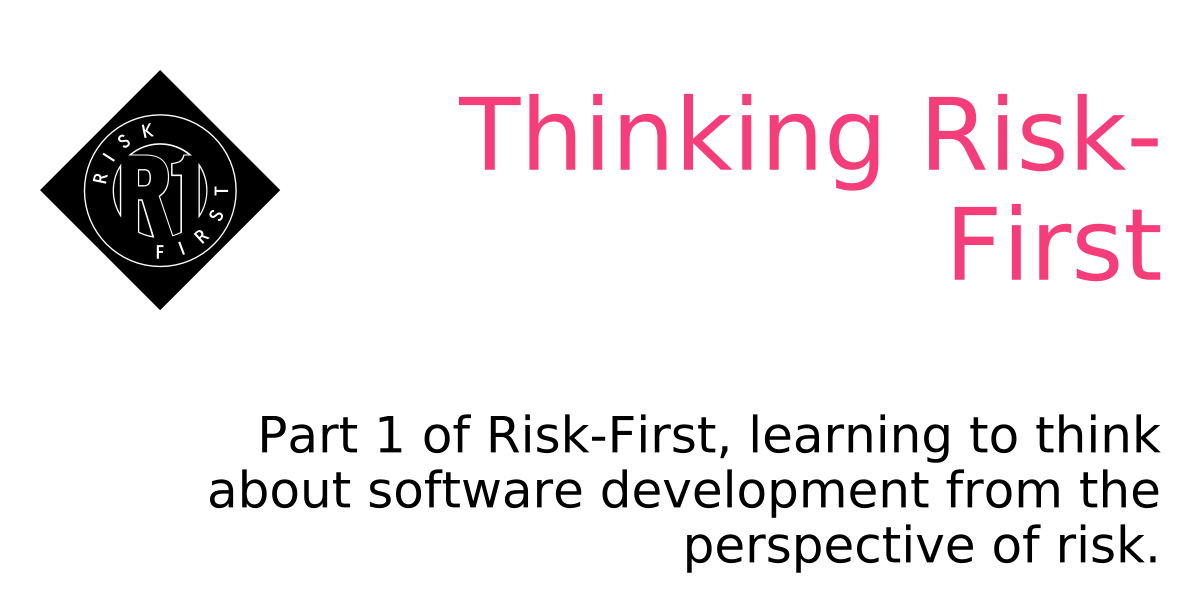 RISK
R1
FIRST
Thinking Risk-
First
Part 1 of Risk-First, learning to think
about software development from the
perspective of risk.